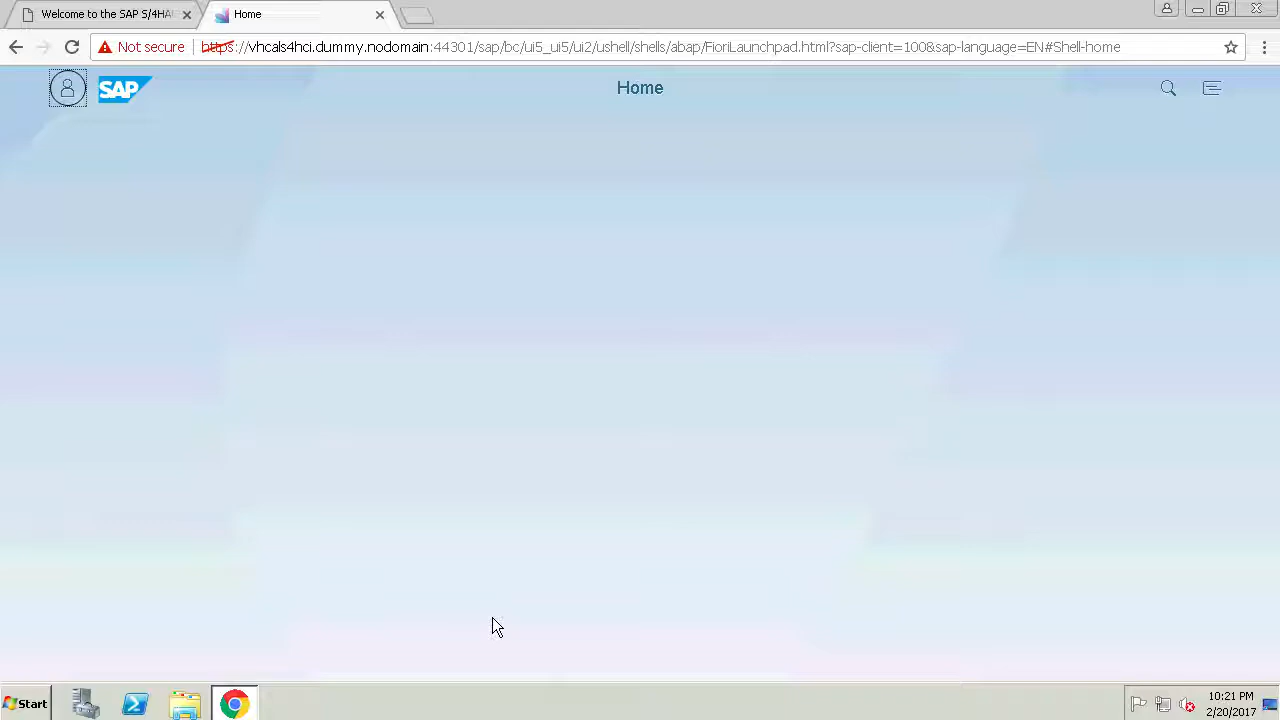 Welcome to the SAP S/4HA
Home
Not secure
https://vhcals4hci.dummy.nodomain:44301/sap/bc/ui5_ui5/ui2/ushell/shells/abap/FioriLaunchpad.html?sap-client=100&sap-language=EN#Shell-home
SAP
Home
Start
10:21 PM
2/20/2017